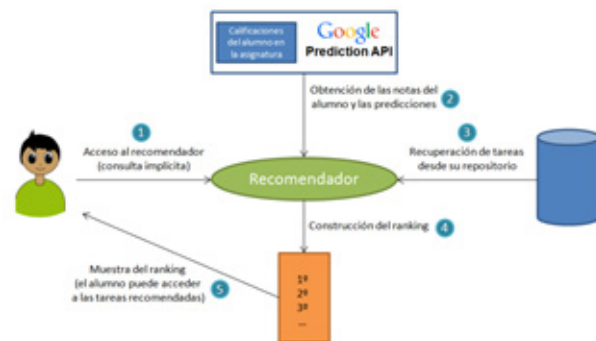 Calificaciones
del alumno en
la asignatura
Google
Prediction API
Obtención de las notas del
alumno y las predicciones
2
1
Acceso al recomendador
(consulta implícita)
3
Recuperación de tareas
desde su repositorio
Recomendador
Construcción del ranking
4
Muestra del ranking
(el alumno puede acceder
a las tareas recomendadas)
5
1º
2º
3º
...